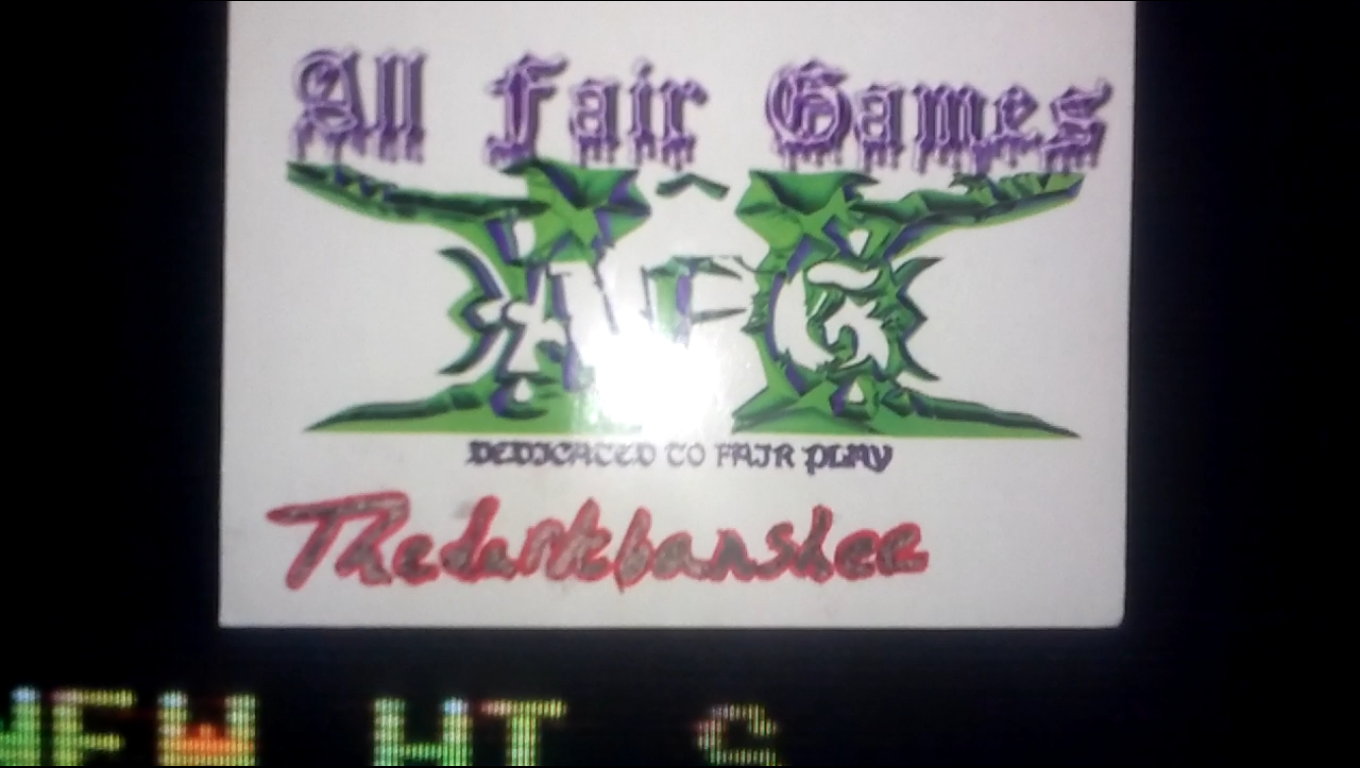 All Fair Games
AFG
DEDICATED TO FAIR PLAY
Thedarkbanshee